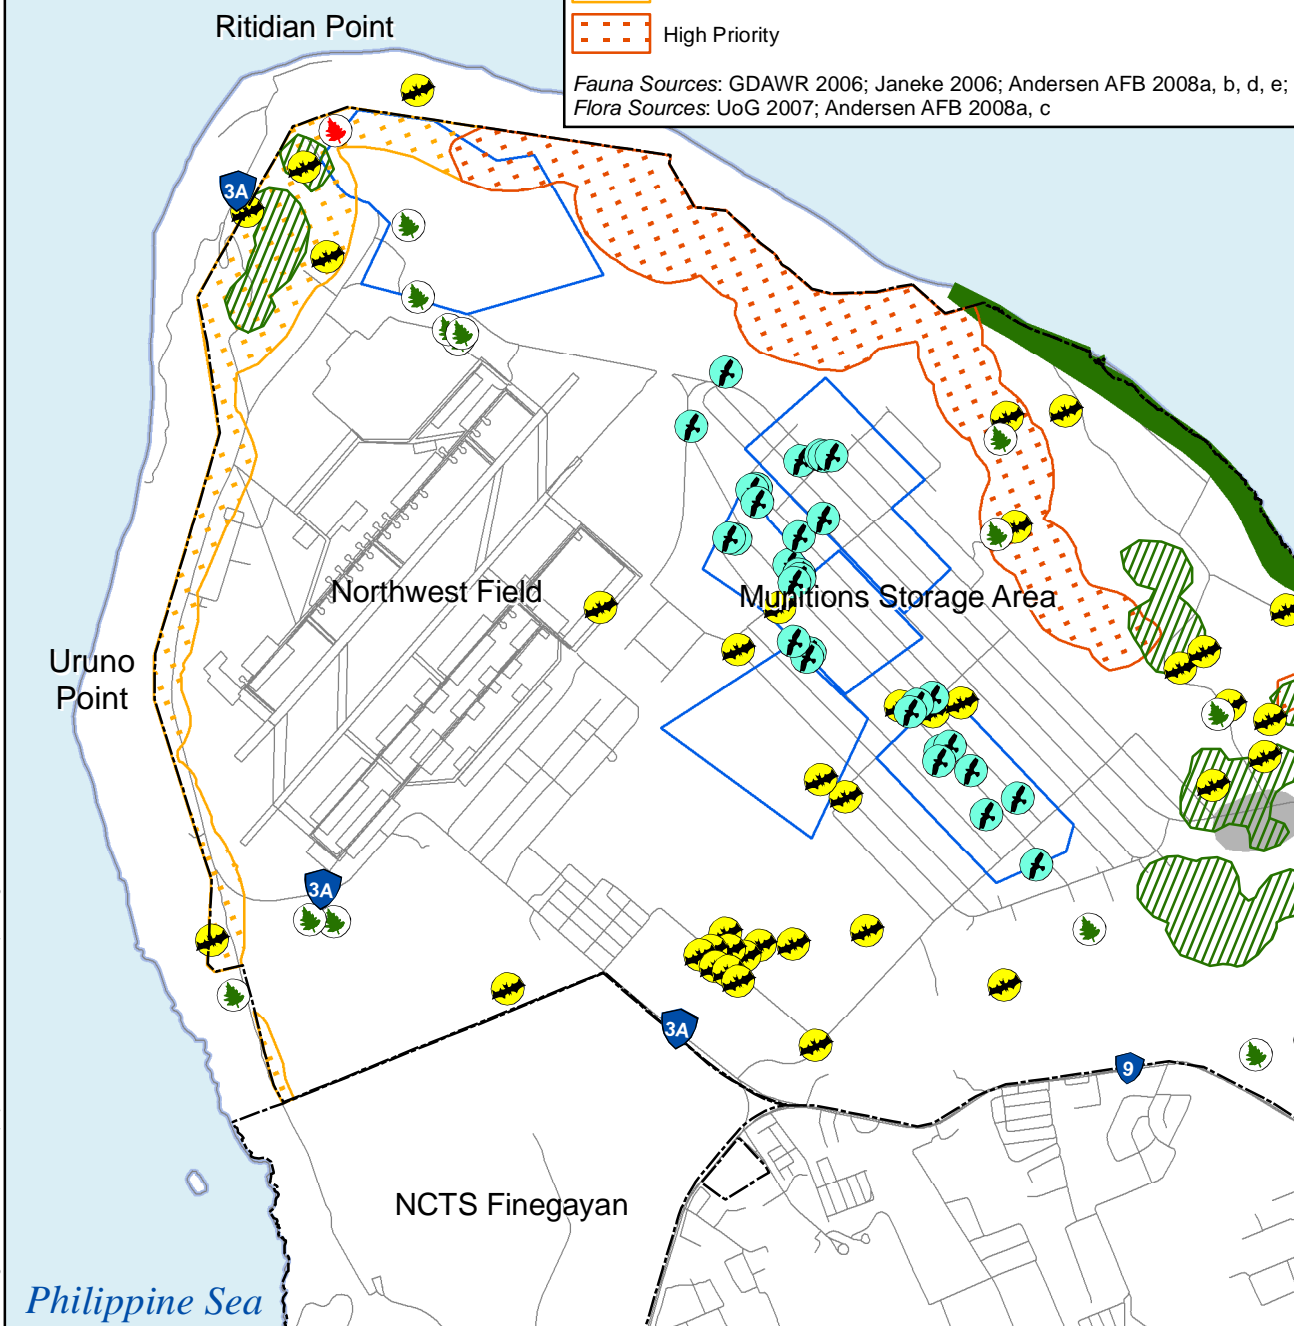 Ritidian Point
High Priority
Fauna Sources: GDAWR 2006; Janeke 2006; Andersen AFB 2008a, b, d, e;
Flora Sources: UoG 2007; Andersen AFB 2008a, c
3A
Northwest Field
Munitions Storage Area
Uruno
Point
3A
3A
9
NCTS Finegayan
Philippine Sea